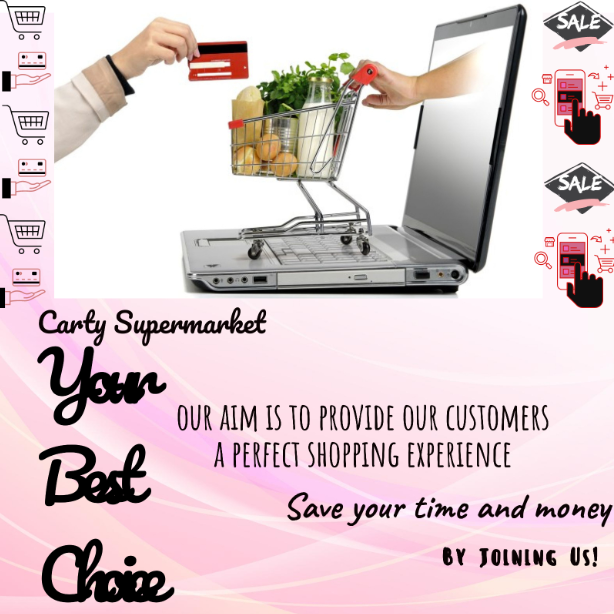 SALE
SALE
Carty Supermarket
Your
Best
Choice
OUR AIM IS TO PROVIDE OUR CUSTOMERS
A PERFECT SHOPPING EXPERIENCE
Save your time and money
BY JOINING US!